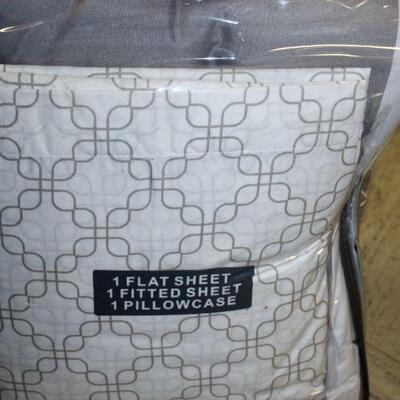 1 FLAT SHEET
1 FITTED SHEET
1 PILLOWCASE